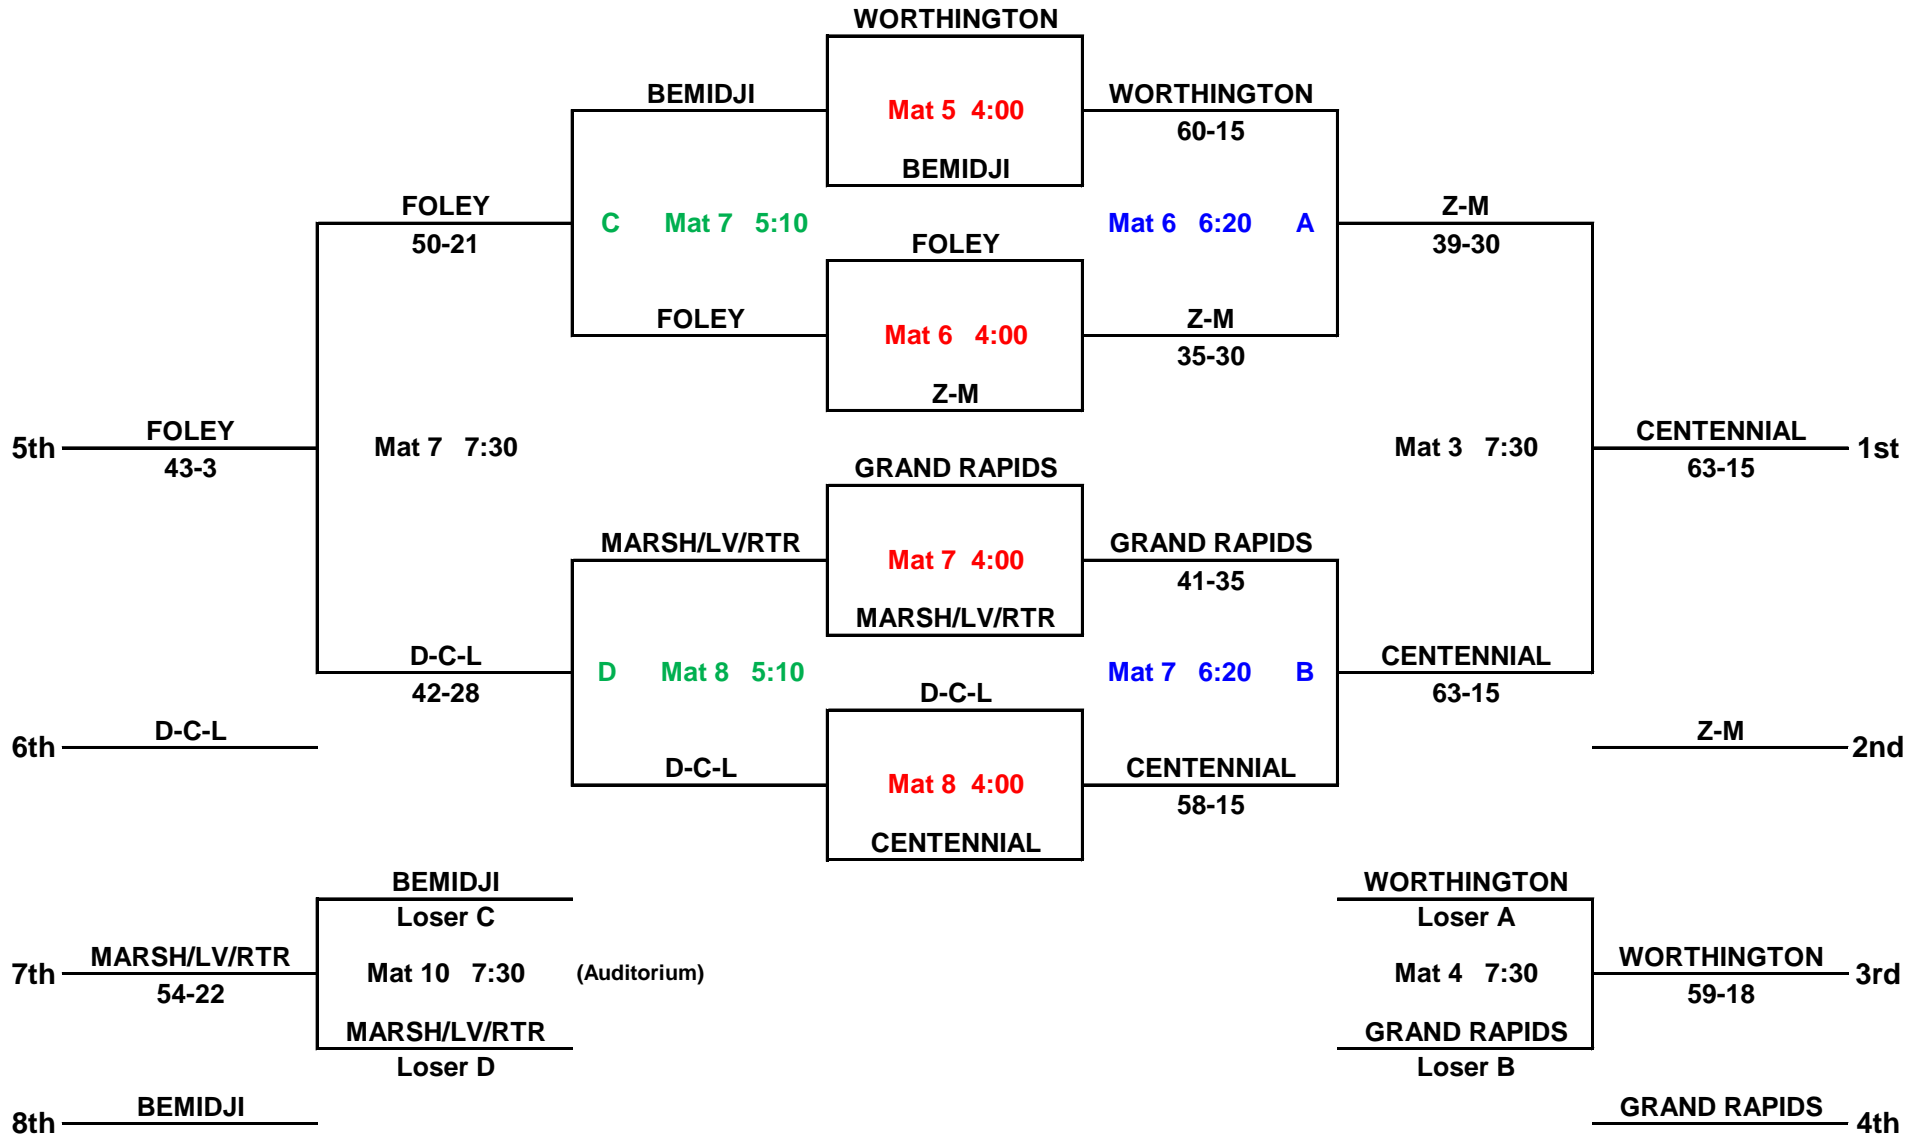 WORTHINGTON
BEMIDJI
Mat 5 4:00
WORTHINGTON
60-15
BEMIDJI
FOLEY
50-21
C Mat 7 5:10
Mat 6 6:20 A
Z-M
39-30
FOLEY
FOLEY
Mat 6 4:00
Z-M
35-30
Z-M
5th
FOLEY
43-3
Mat 7 7:30
Mat 3 7:30
CENTENNIAL
63-15
1st
GRAND RAPIDS
MARSH/LV/RTR
Mat 7 4:00
GRAND RAPIDS
41-35
MARSH/LV/RTR
D-C-L
42-28
D Mat 8 5:10
Mat 7 6:20 B
CENTENNIAL
63-15
D-C-L
6th
D-C-L
Z-M
2nd
D-C-L
Mat 8 4:00
CENTENNIAL
58-15
CENTENNIAL
BEMIDJI
Loser C
WORTHINGTON
Loser A
7th
MARSH/LV/RTR
54-22
Mat 10 7:30 (Auditorium)
Mat 4 7:30
WORTHINGTON
59-18
3rd
MARSH/LV/RTR
Loser D
GRAND RAPIDS
Loser B
8th
BEMIDJI
GRAND RAPIDS
4th